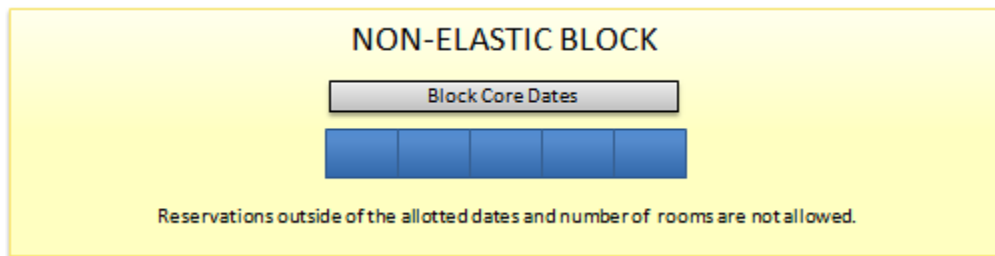 NON-ELASTIC BLOCK
Block Core Dates
Reservations outside of the allotted dates and number of rooms are not allowed.